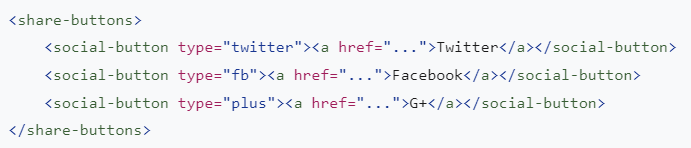 <share-buttons>
    <social-button type="twitter"><a href="...">Twitter</a></social-button>
    <social-button type="fb"><a href="...">Facebook</a></social-button>
    <social-button type="plus"><a href="...">G+</a></social-button>
</share-buttons>